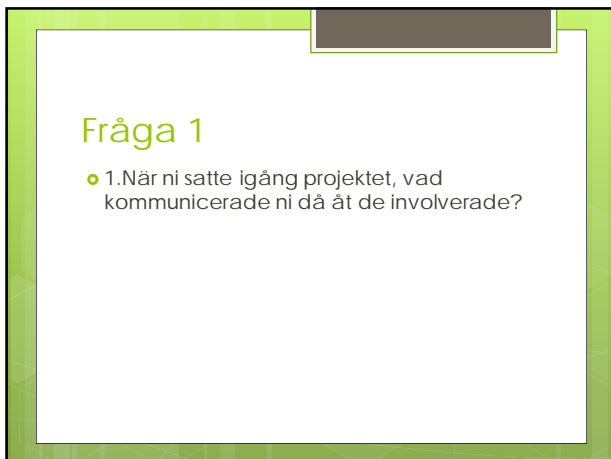 Fråga 1
1.När ni satte igång projektet, vad
kommunicerade ni då åt de involverade?